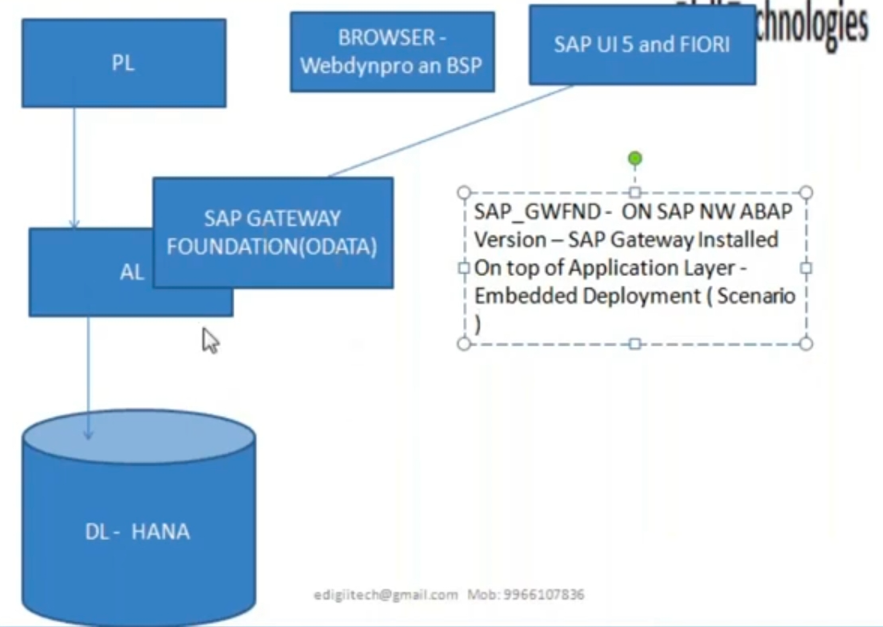 chnologies
PL
BROWSER -
Webdynpro an BSP
SAP UI 5 and FIORI
SAP GATEWAY
FOUNDATION(ODATA)
AL
SAP_GWFND - ON SAP NW ABAP
Version – SAP Gateway Installed
On top of Application Layer -
Embedded Deployment ( Scenario
)
DL - HANA
edigiitech@gmail.com Mob: 9966107836